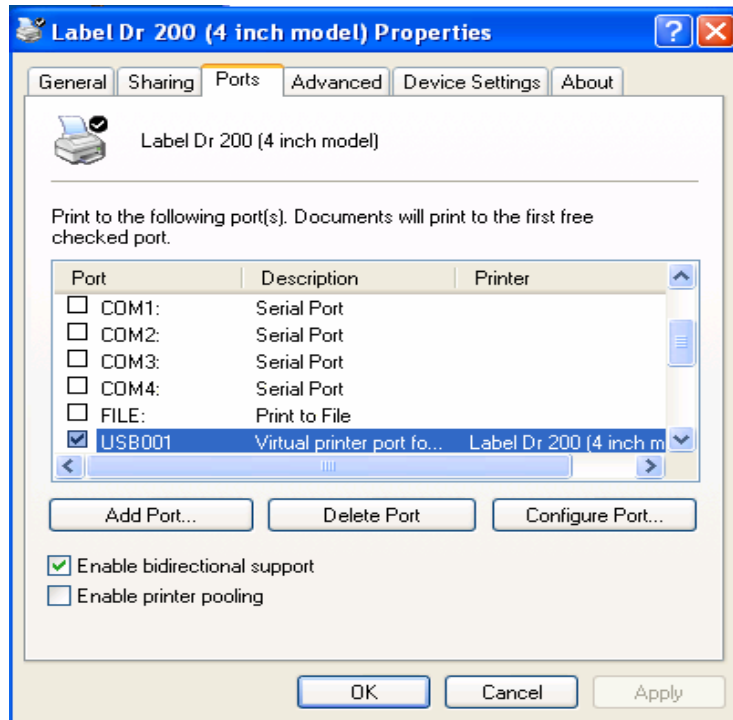 Label Dr 200 (4 inch model) Properties
General Sharing Ports Advanced Device Settings About
Label Dr 200 (4 inch model)
Print to the following port(s). Documents will print to the first free
checked port.
Port Description Printer
COM1: Serial Port
COM2: Serial Port
COM3: Serial Port
COM4: Serial Port
FILE: Print to File
USB001 Virtual printer port fo... Label Dr 200 (4 inch m
Add Port... Delete Port Configure Port...
Enable bidirectional support
Enable printer pooling
OK Cancel Apply